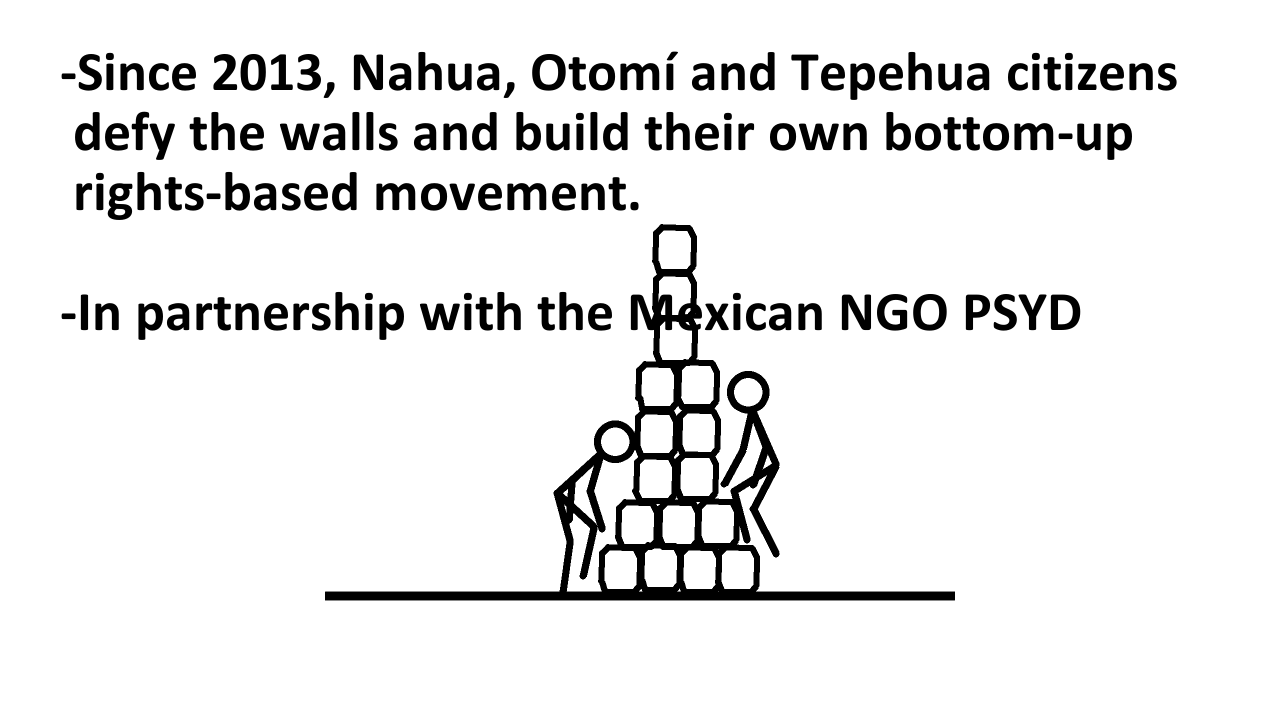 -Since 2013, Nahua, Otomí and Tepehua citizens
defy the walls and build their own bottom-up
rights-based movement.
-In partnership with the Mexican NGO PSYD